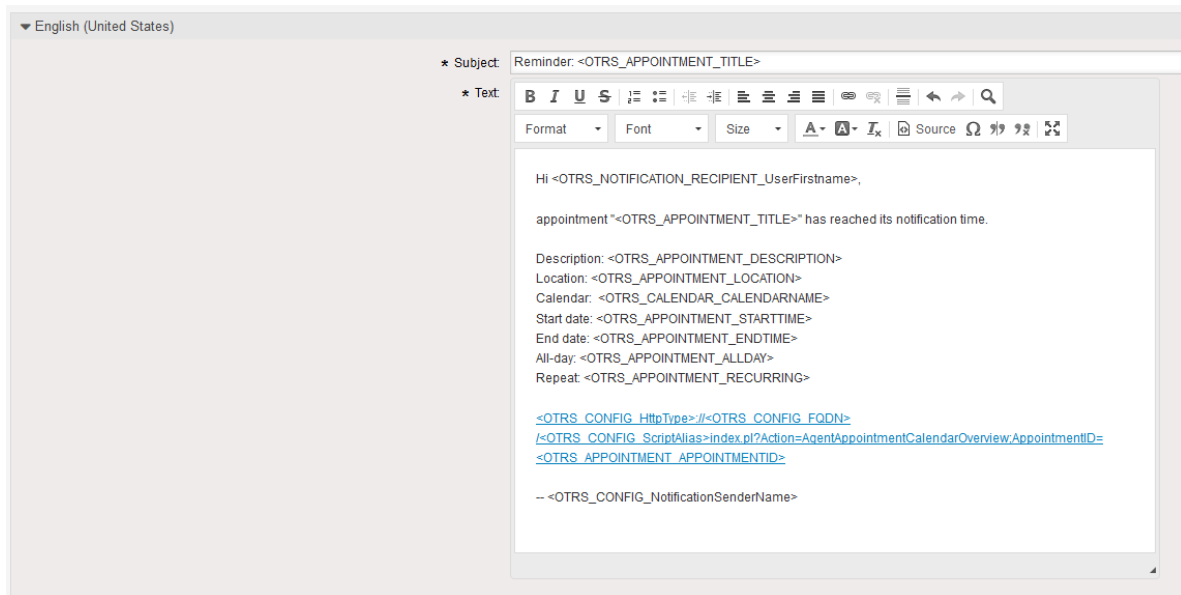 English (United States)
* Subject: Reminder: <OTRS_APPOINTMENT_TITLE>
* Text:
B I U S
Format Font Size A A Ix Source Ω
Hi <OTRS_NOTIFICATION_RECIPIENT_UserFirstname>,
appointment "<OTRS_APPOINTMENT_TITLE>" has reached its notification time.
Description: <OTRS_APPOINTMENT_DESCRIPTION>
Location: <OTRS_APPOINTMENT_LOCATION>
Calendar: <OTRS_CALENDAR_CALENDARNAME>
Start date: <OTRS_APPOINTMENT_STARTTIME>
End date: <OTRS_APPOINTMENT_ENDTIME>
All-day: <OTRS_APPOINTMENT_ALLDAY>
Repeat: <OTRS_APPOINTMENT_RECURRING>
<OTRS_CONFIG_HttpType>://<OTRS_CONFIG_FQDN>
/<OTRS_CONFIG_ScriptAlias>index.pl?Action=AgentAppointmentCalendarOverview;AppointmentID=
<OTRS_APPOINTMENT_APPOINTMENTID>
-- <OTRS_CONFIG_NotificationSenderName>